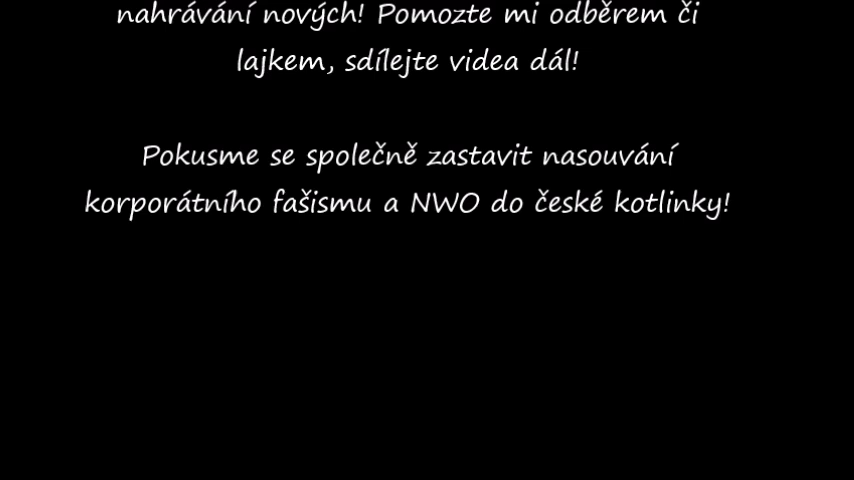 nahrávání nových! Pomozte mi odběrem či
lajkem, sdílejte videa dál!
Pokusme se společně zastavit nasouvání
korporátního fašismu a NWO do české kotlinky!